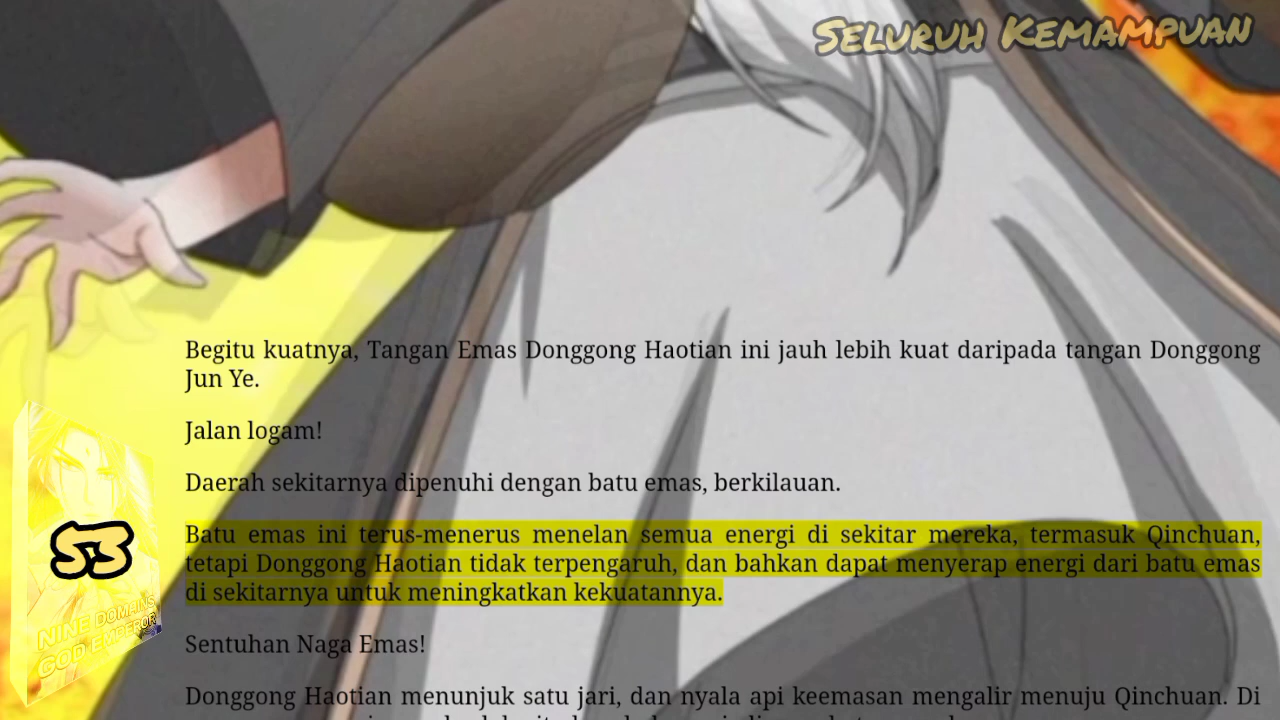 Seluruh Kemampuan
Begitu kuatnya, Tangan Emas Donggong Haotian ini jauh lebih kuat daripada tangan Donggong
Jun Ye.
Jalan logam!
Daerah sekitarnya dipenuhi dengan batu emas, berkilauan.
Batu emas ini terus-menerus menelan semua energi di sekitar mereka, termasuk Qinchuan,
tetapi Donggong Haotian tidak terpengaruh, dan bahkan dapat menyerap energi dari batu emas
di sekitarnya untuk meningkatkan kekuatannya.
Sentuhan Naga Emas!
Donggong Haotian menunjuk satu jari, dan nyala api keemasan mengalir menuju Qinchuan. Di
53
NINE DOMAINS
GOD EMPEROR